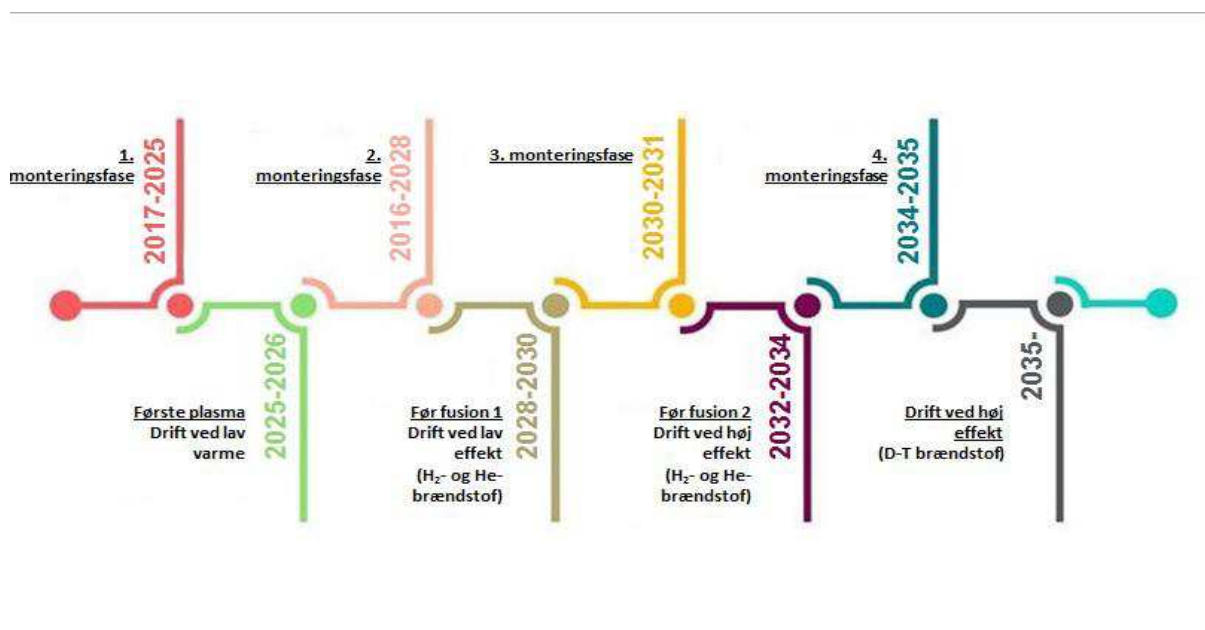 1.
monteringsfase
2017-2025
2.
monteringsfase
2016-2028
3. monteringsfase
2030-2031
4.
monteringsfase
2034-2035
Første plasma
Drift ved lav
varme
2025-2026
Før fusion 1
Drift ved lav
effekt
(H₂- og He-
brændstof)
2028-2030
Før fusion 2
Drift ved høj
effekt
(H₂- og He-
brændstof)
2032-2034
Drift ved høj
effekt
(D-T brændstof)
2035-